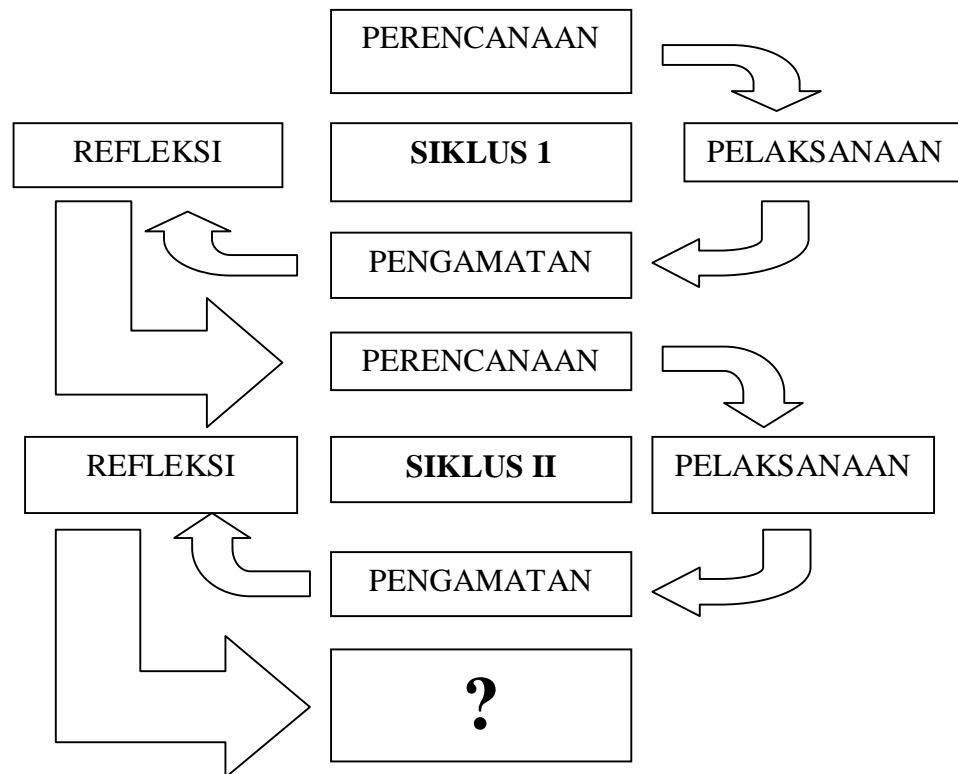 PERENCANAAN
REFLEKSI
SIKLUS 1
PELAKSANAAN
PENGAMATAN
PERENCANAAN
REFLEKSI
SIKLUS II
PELAKSANAAN
PENGAMATAN
?